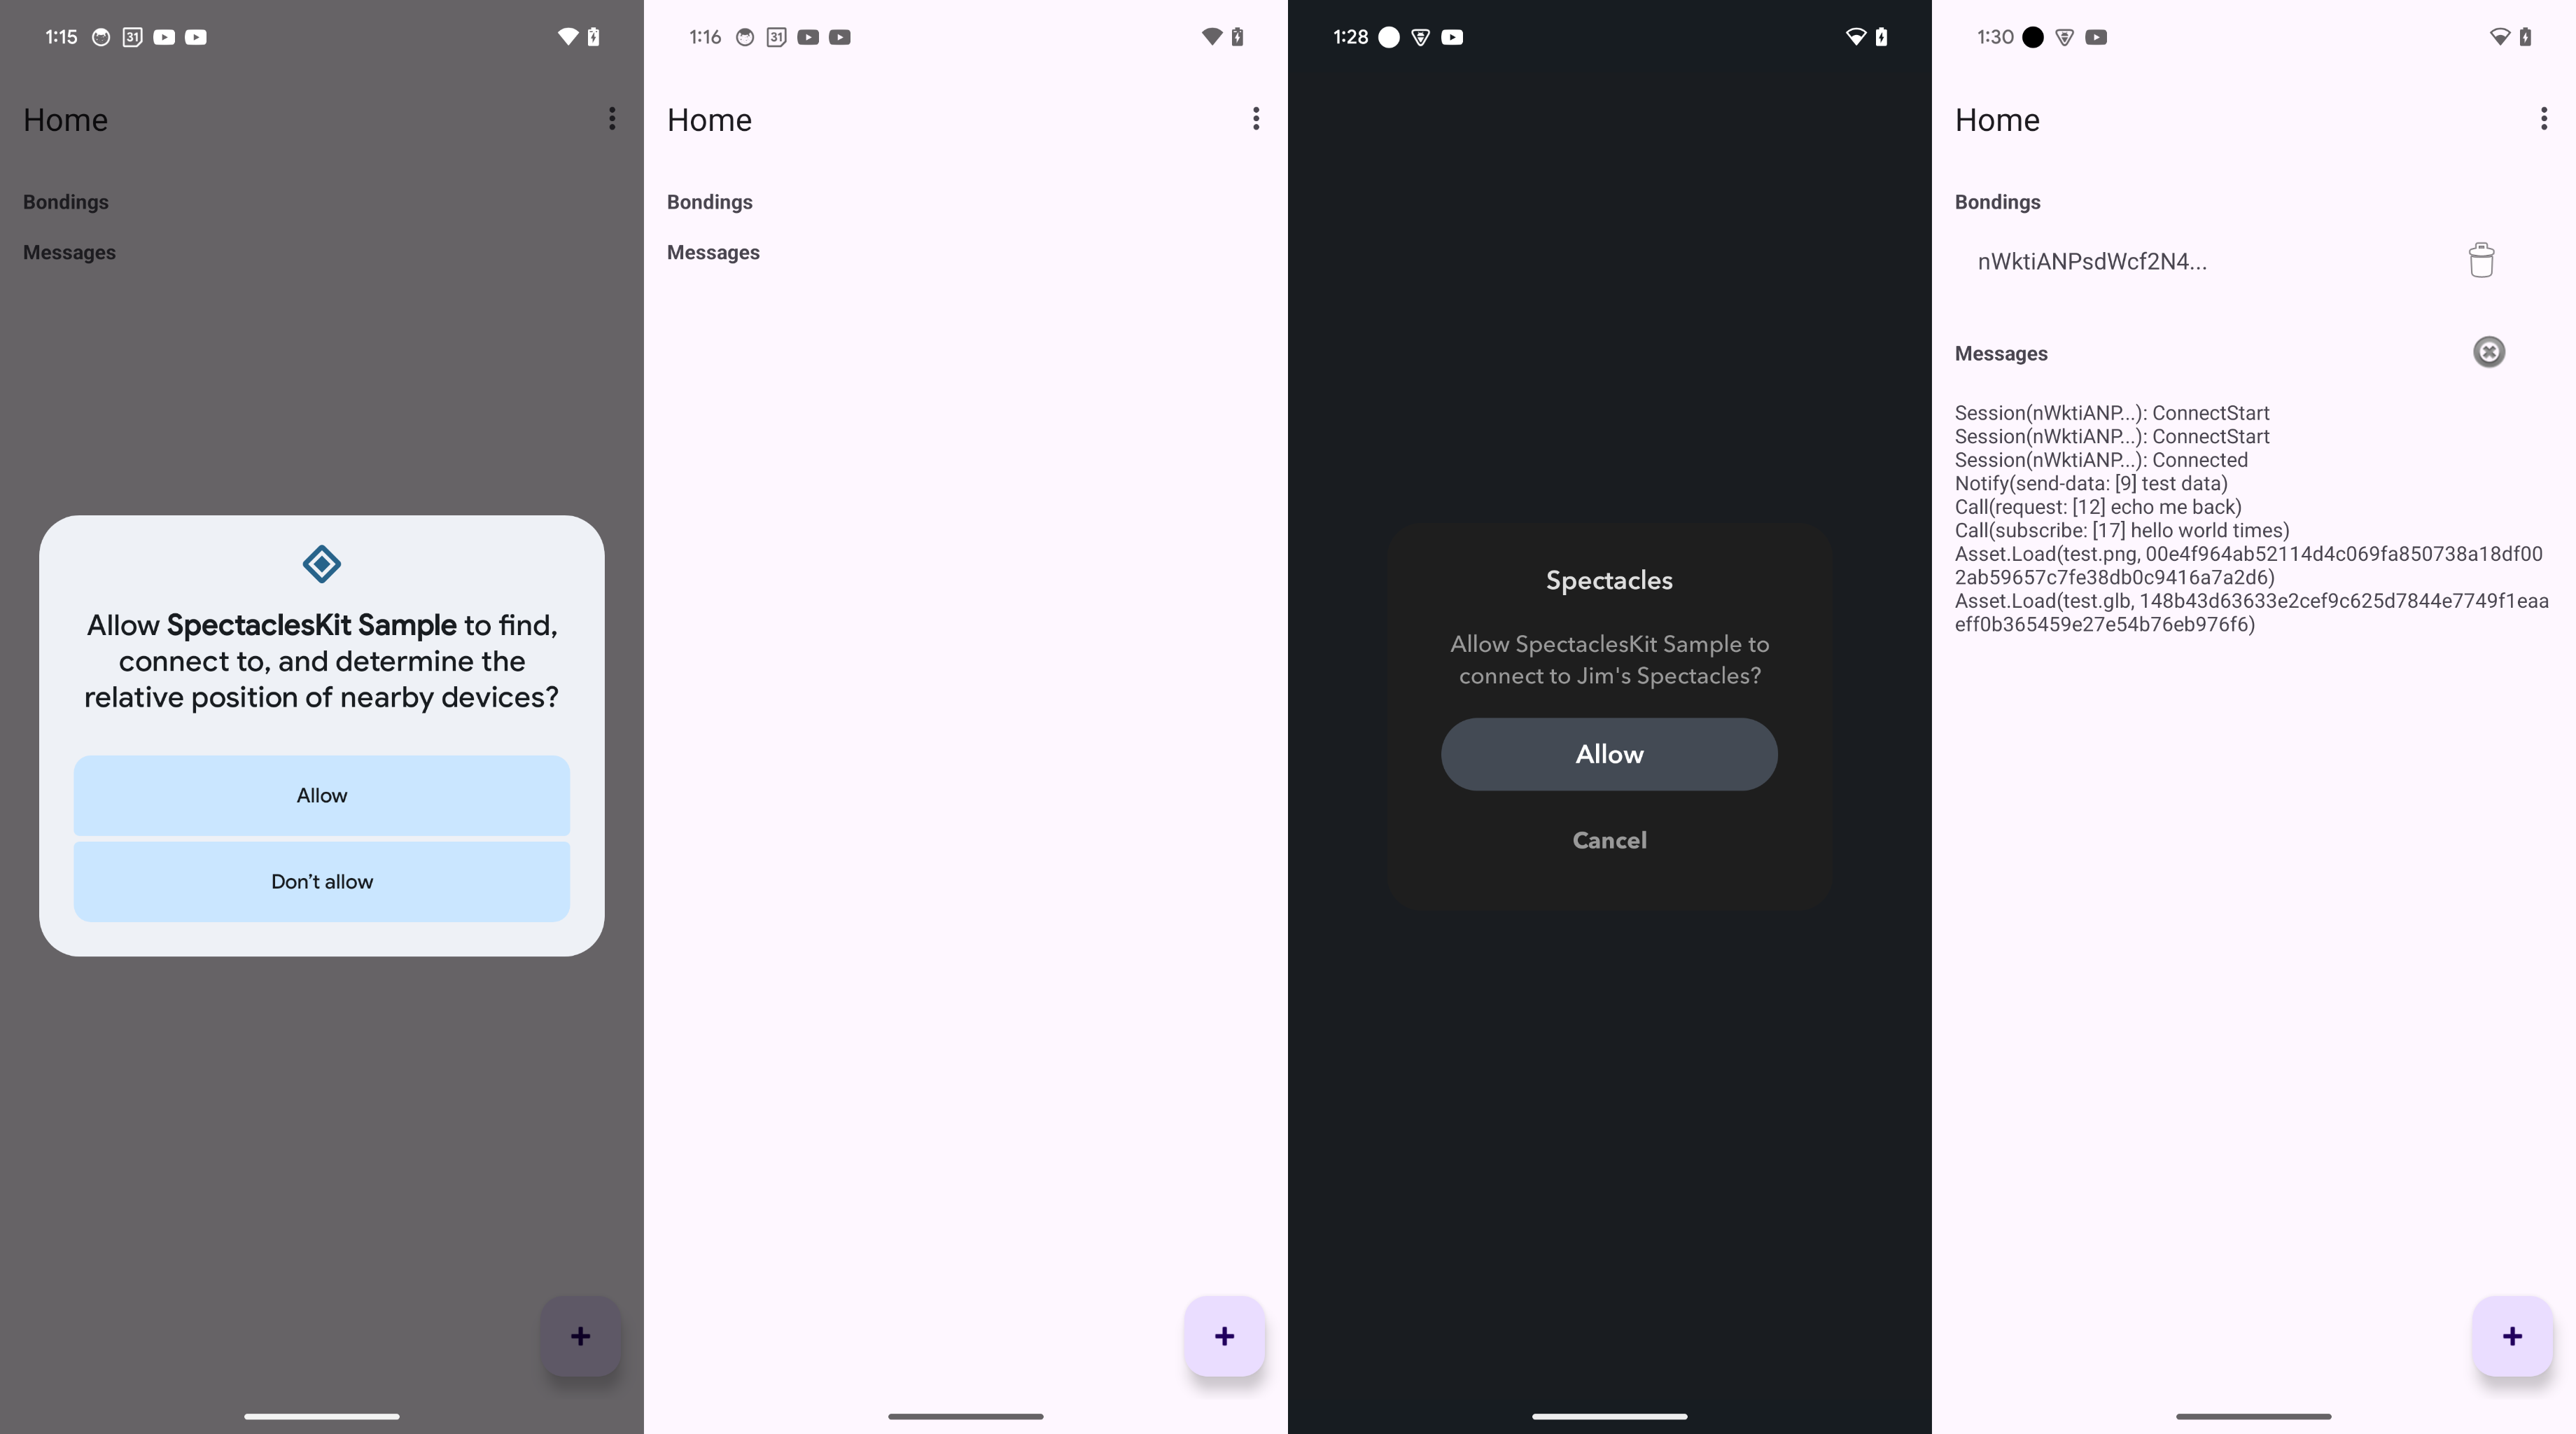 1:15
31
Home
Bondings
Messages
Allow SpectaclesKit Sample to find,
connect to, and determine the
relative position of nearby devices?
Allow
Don’t allow
+
1:16
31
Home
Bondings
Messages
+
1:28
Spectacles
Allow SpectaclesKit Sample to
connect to Jim's Spectacles?
Allow
Cancel
1:30
Home
Bondings
nWktiANPsdWcf2N4...
Messages
Session(nWktiANP...): ConnectStart
Session(nWktiANP...): ConnectStart
Session(nWktiANP...): Connected
Notify(send-data: [9] test data)
Call(request: [12] echo me back)
Call(subscribe: [17] hello world times)
Asset.Load(test.png, 00e4f964ab52114d4c069fa850738a18df00
2ab59657c7fe38db0c9416a7a2d6)
Asset.Load(test.glb, 148b43d63633e2cef9c625d7844e7749f1eaa
eff0b365459e27e54b76eb976f6)
+